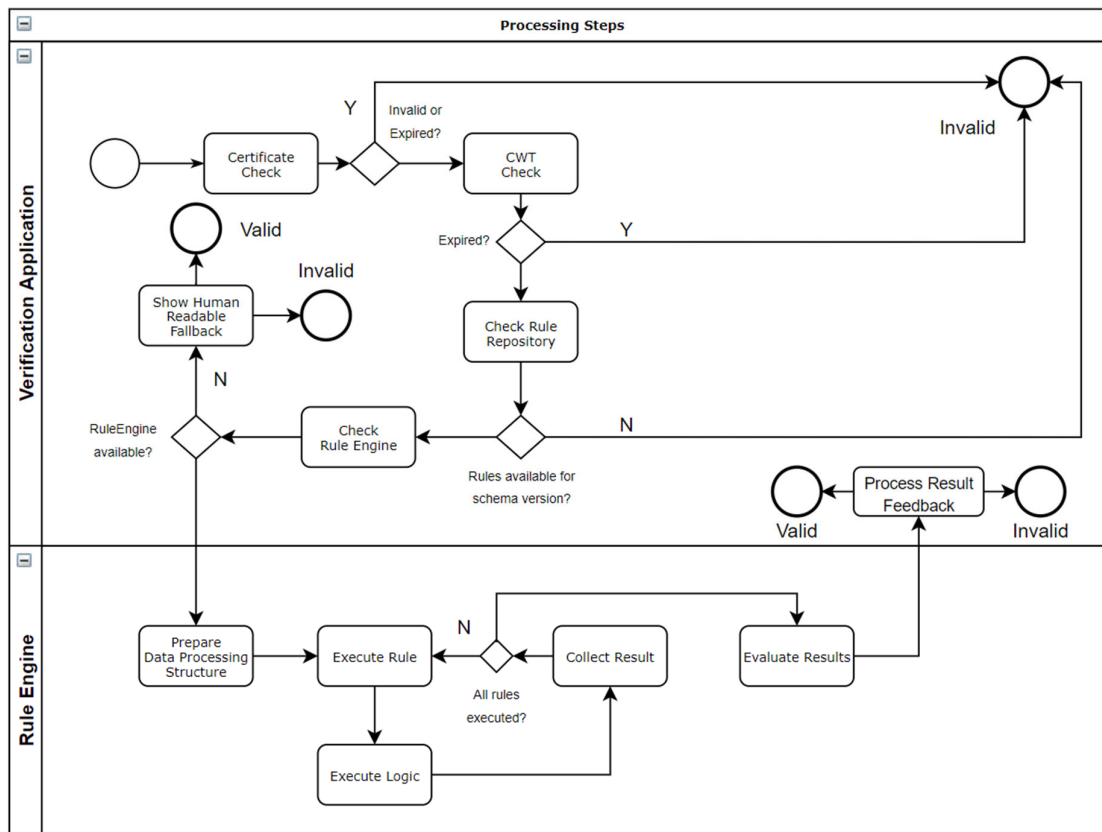 Processing Steps
Verification Application
Y
Invalid or
Expired?
Certificate
Check
CWT
Check
Invalid
Expired?
Y
Valid
Invalid
Show Human
Readable
Fallback
Check Rule
Repository
N
RuleEngine
available?
Check
Rule Engine
N
Rules available for
schema version?
Process Result
Feedback
Valid
Invalid
Rule Engine
Prepare
Data Processing
Structure
Execute Rule
N
Collect Result
Evaluate Results
All rules
executed?
Execute Logic